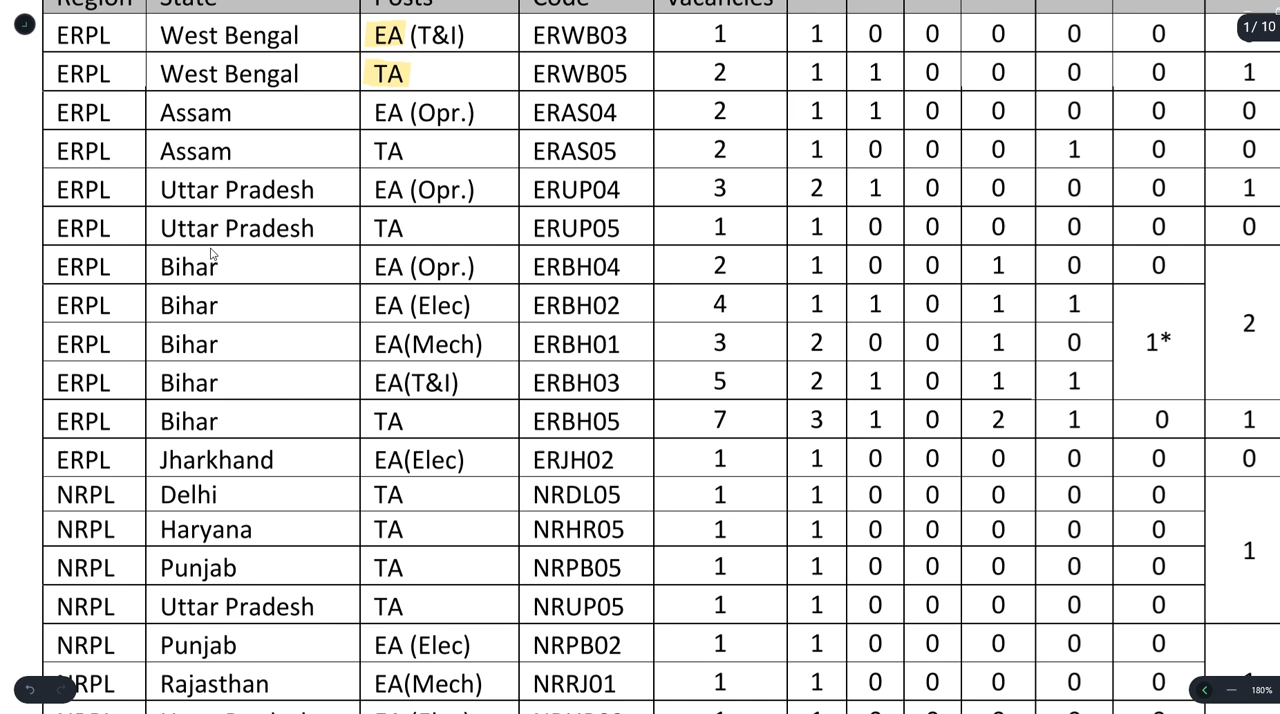 Region State Posts Code Vacancies
ERPL West Bengal EA (T&I) ERWB03 1 1 0 0 0 0 0
1/ 10
ERPL West Bengal TA ERWB05 2 1 1 0 0 0 0 1
ERPL Assam EA (Opr.) ERAS04 2 1 1 0 0 0 0 0
ERPL Assam TA ERAS05 2 1 0 0 0 1 0 0
ERPL Uttar Pradesh EA (Opr.) ERUP04 3 2 1 0 0 0 0 1
ERPL Uttar Pradesh TA ERUP05 1 1 0 0 0 0 0 0
ERPL Bihar EA (Opr.) ERBH04 2 1 0 0 1 0 0
ERPL Bihar EA (Elec) ERBH02 4 1 1 0 1 1
2
ERPL Bihar EA(Mech) ERBH01 3 2 0 0 1 0 1*
ERPL Bihar EA(T&I) ERBH03 5 2 1 0 1 1
ERPL Bihar TA ERBH05 7 3 1 0 2 1 0 1
ERPL Jharkhand EA(Elec) ERJH02 1 1 0 0 0 0 0 0
NRPL Delhi TA NRDL05 1 1 0 0 0 0 0
NRPL Haryana TA NRHR05 1 1 0 0 0 0 0
1
NRPL Punjab TA NRPB05 1 1 0 0 0 0 0
NRPL Uttar Pradesh TA NRUP05 1 1 0 0 0 0 0
NRPL Punjab EA (Elec) NRPB02 1 1 0 0 0 0 0
NRPL Rajasthan EA(Mech) NRRJ01 1 1 0 0 0 0 0
180%